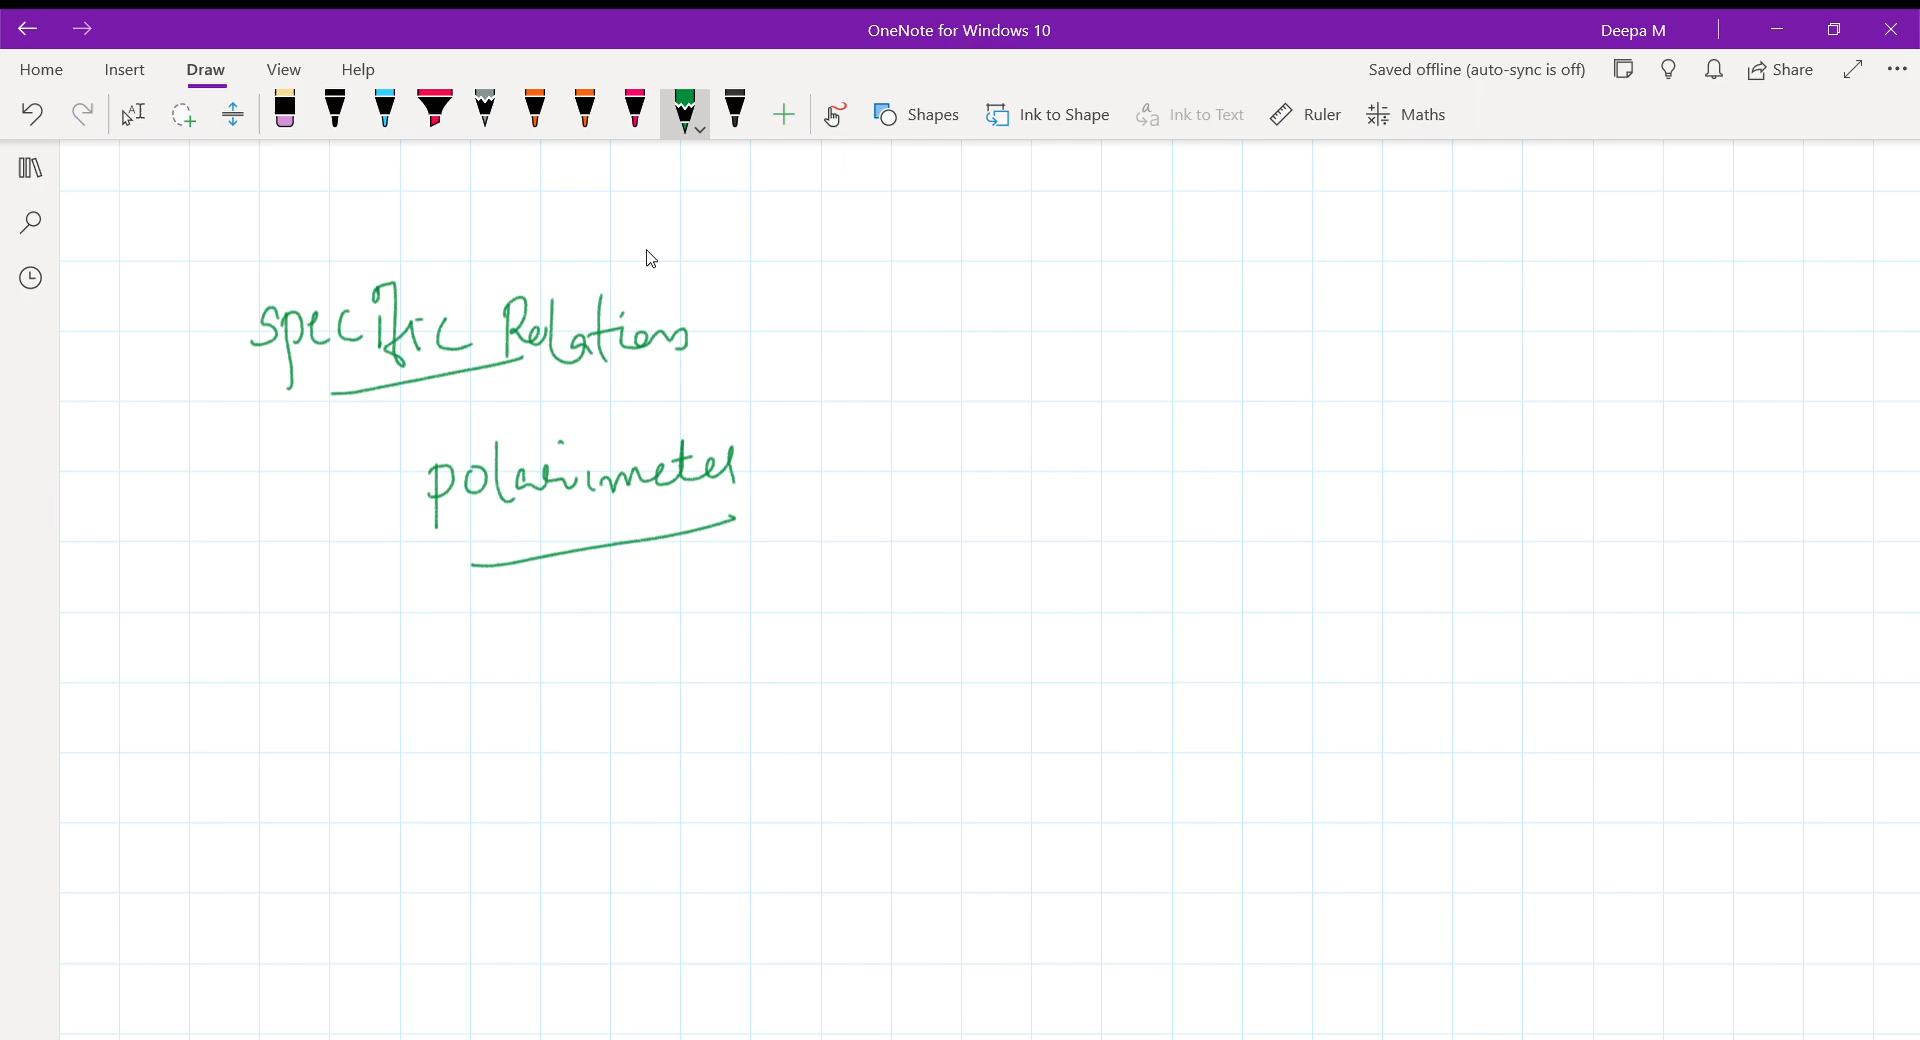 OneNote for Windows 10
Deepa M
Home Insert Draw View Help
Saved offline (auto-sync is off) Share
Shapes Ink to Shape Ink to Text Ruler Maths
specific Relations
polarimeter